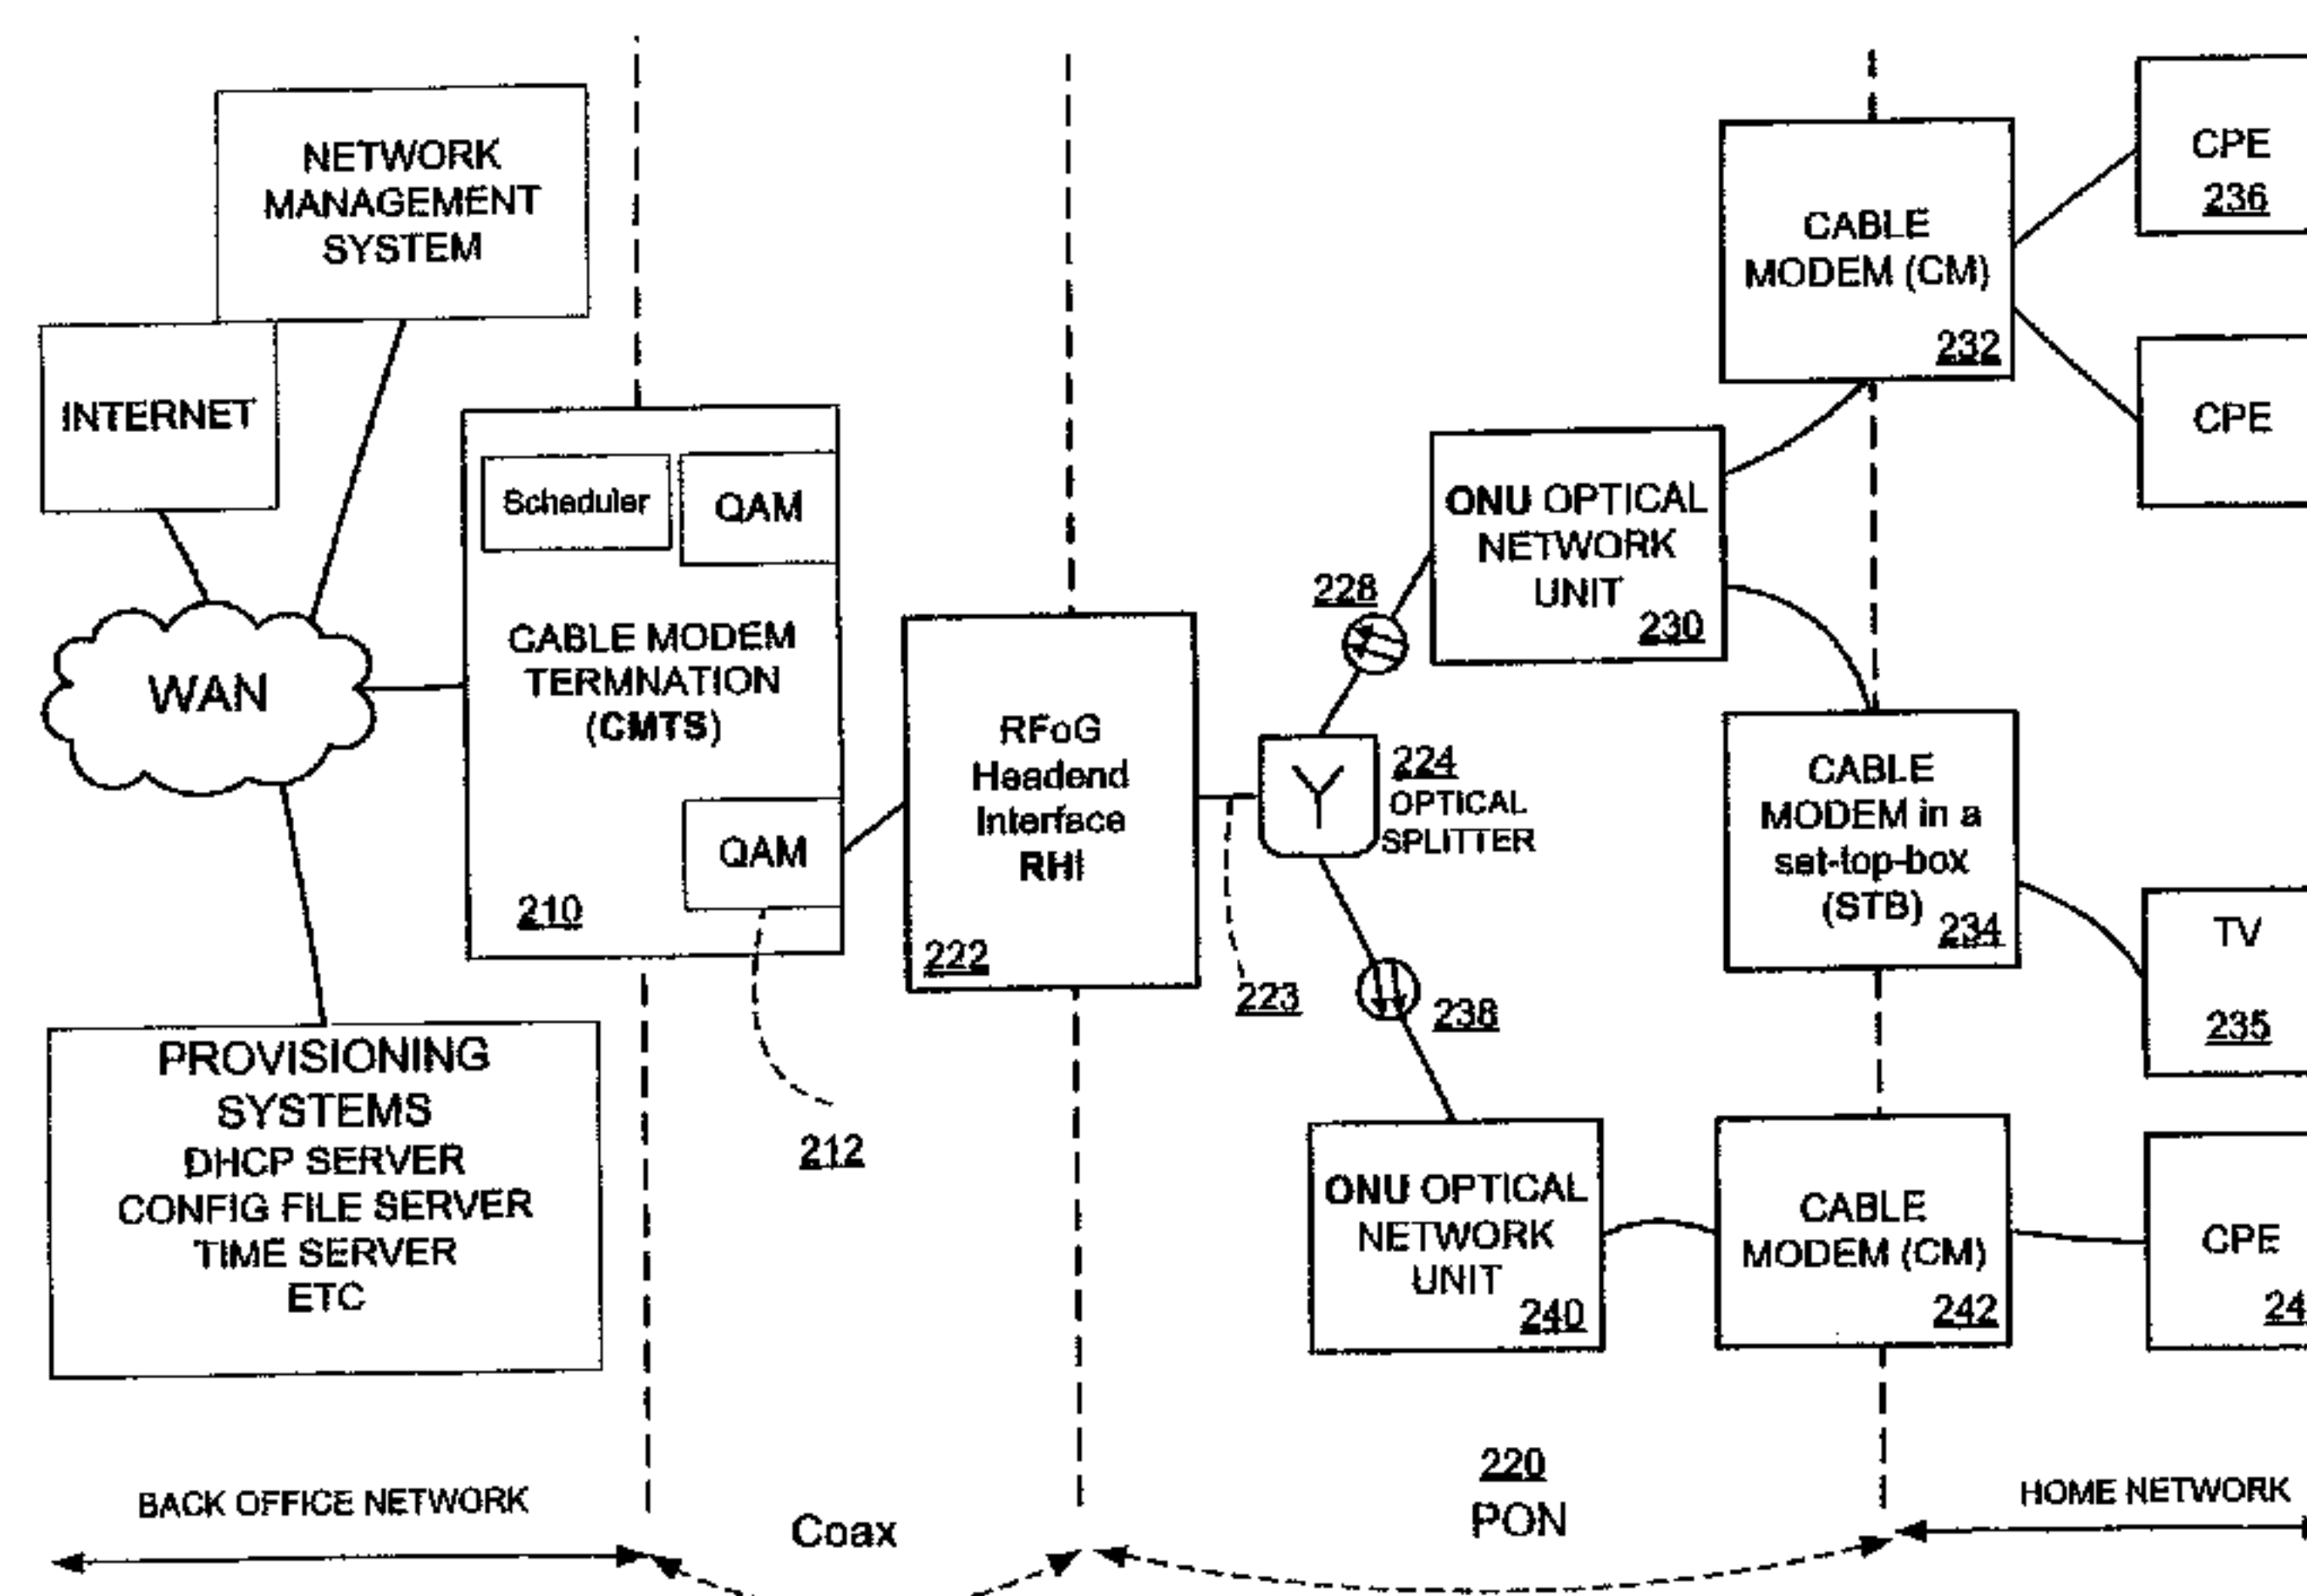 NETWORK
MANAGEMENT
SYSTEM
INTERNET
WAN
PROVISIONING
SYSTEMS
DHCP SERVER
CONFIG FILE SERVER
TIME SERVER
ETC
BACK OFFICE NETWORK
Scheduler
QAM
CABLE MODEM
TERMNATION
(CMTS)
QAM
210
212
Coax
RFoG
Headend
Interface
RHI
222
223
224
OPTICAL
SPLITTER
228
238
ONU OPTICAL
NETWORK
UNIT
230
ONU OPTICAL
NETWORK
UNIT
240
220
PON
CABLE
MODEM (CM)
232
CABLE
MODEM in a
set-top-box
(STB)
234
CABLE
MODEM (CM)
242
CPE
236
CPE
TV
235
CPE
24
HOME NETWORK